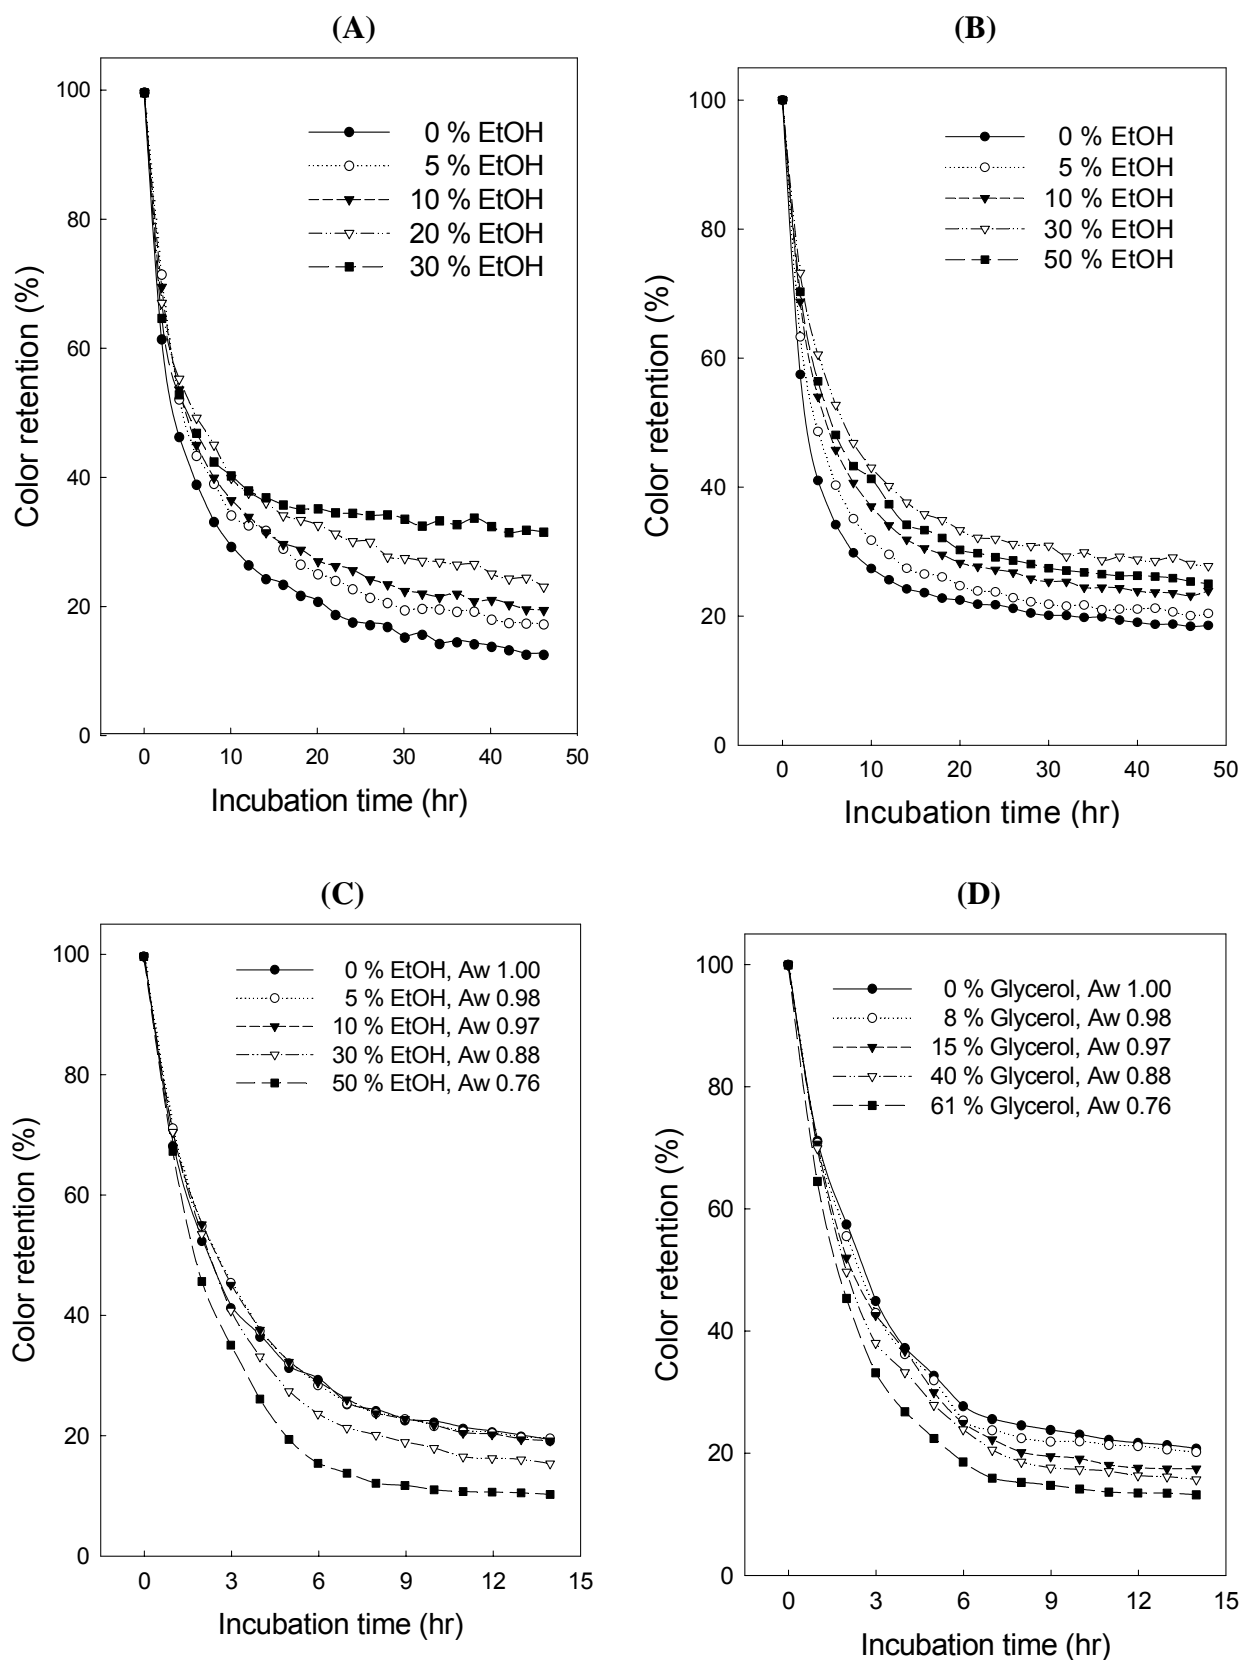 (A)
100
80
60
40
20
0
0 10 20 30 40 50
Color retention (%)
Incubation time (hr)
0 % EtOH
5 % EtOH
10 % EtOH
20 % EtOH
30 % EtOH
(B)
100
80
60
40
20
0
0 10 20 30 40 50
Color retention (%)
Incubation time (hr)
0 % EtOH
5 % EtOH
10 % EtOH
30 % EtOH
50 % EtOH
(C)
100
80
60
40
20
0
0 3 6 9 12 15
Color retention (%)
Incubation time (hr)
0 % EtOH, Aw 1.00
5 % EtOH, Aw 0.98
10 % EtOH, Aw 0.97
30 % EtOH, Aw 0.88
50 % EtOH, Aw 0.76
(D)
100
80
60
40
20
0
0 3 6 9 12 15
Color retention (%)
Incubation time (hr)
0 % Glycerol, Aw 1.00
8 % Glycerol, Aw 0.98
15 % Glycerol, Aw 0.97
40 % Glycerol, Aw 0.88
61 % Glycerol, Aw 0.76